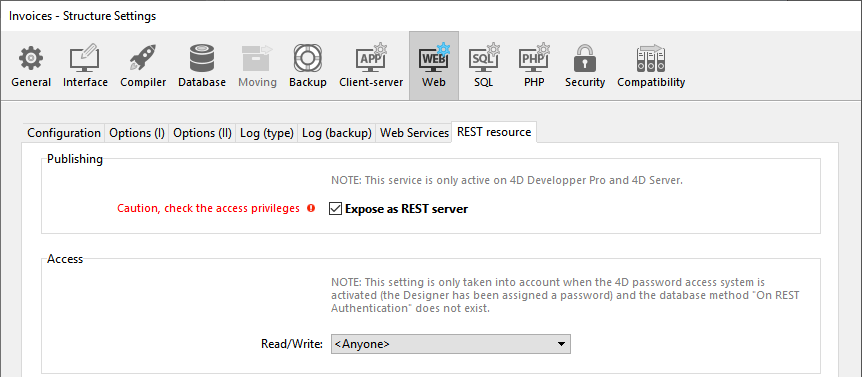 Invoices - Structure Settings
General Interface Compiler Database Moving Backup Client-server Web SQL PHP Security Compatibility
APP WEB SQL PHP
Configuration Options (I) Options (II) Log (type) Log (backup) Web Services REST resource
Publishing
NOTE: This service is only active on 4D Developper Pro and 4D Server.
Caution, check the access privileges Expose as REST server
Access
NOTE: This setting is only taken into account when the 4D password access system is
activated (the Designer has been assigned a password) and the database method "On REST
Authentication" does not exist.
Read/Write: <Anyone>